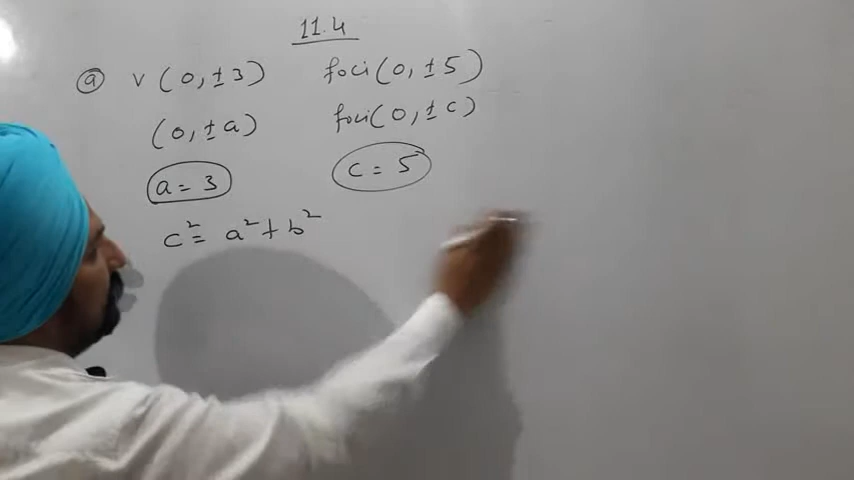 11.4
ⓐ V (0, ±3) foci (0, ±5)
(0, ±a) foci (0, ±c)
a = 3 c = 5
c² = a² + b²